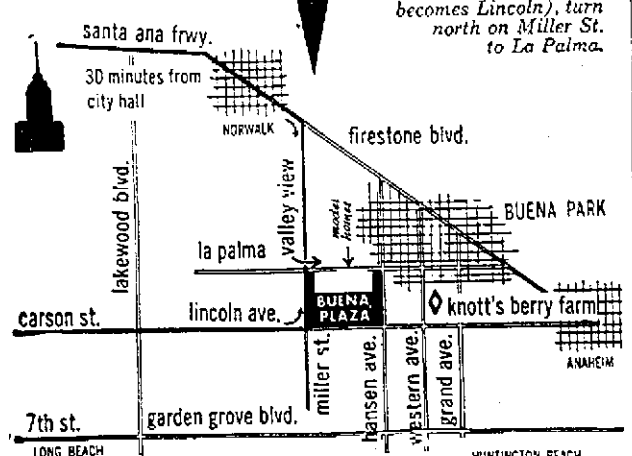 becomes Lincoln), turn
north on Miller St.
to La Palma.
santa ana frwy.
30 minutes from
city hall
NORWALK
firestone blvd.
lakewood blvd.
valley view
model
homes
BUENA PARK
la palma
lincoln ave.
BUENA
PLAZA
knott's berry farm
carson st.
ANAHEIM
miller st.
hansen ave.
western ave.
grand ave.
7th st.
garden grove blvd.
LONG BEACH
HUNTINGTON BEACH